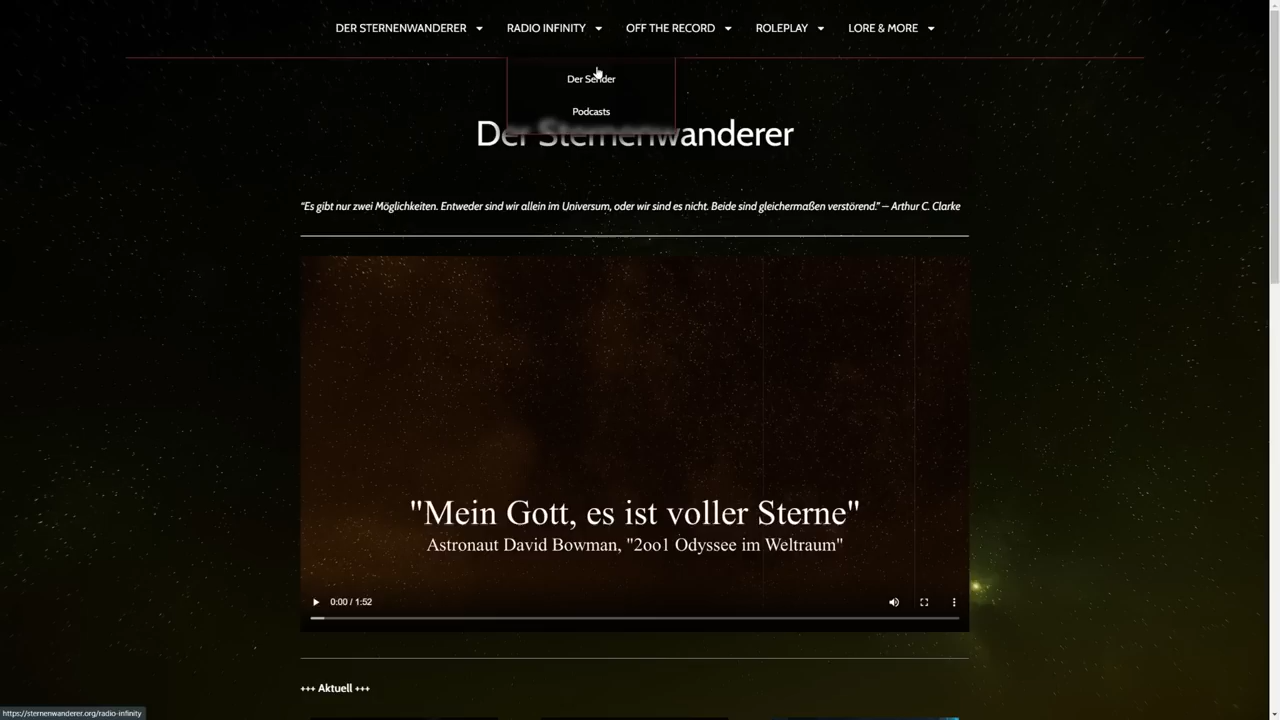 DER STERNENWANDERER RADIO INFINITY OFF THE RECORD ROLEPLAY LORE & MORE
Der Sender
Podcasts
Der Sternenwanderer
“Es gibt nur zwei Möglichkeiten. Entweder sind wir allein im Universum, oder wir sind es nicht. Beide sind gleichermaßen verstörend.” – Arthur C. Clarke
"Mein Gott, es ist voller Sterne"
Astronaut David Bowman, "2oo1 Odyssee im Weltraum"
0:00 / 1:52
+++ Aktuell +++
https://sternenwanderer.org/radio-infinity